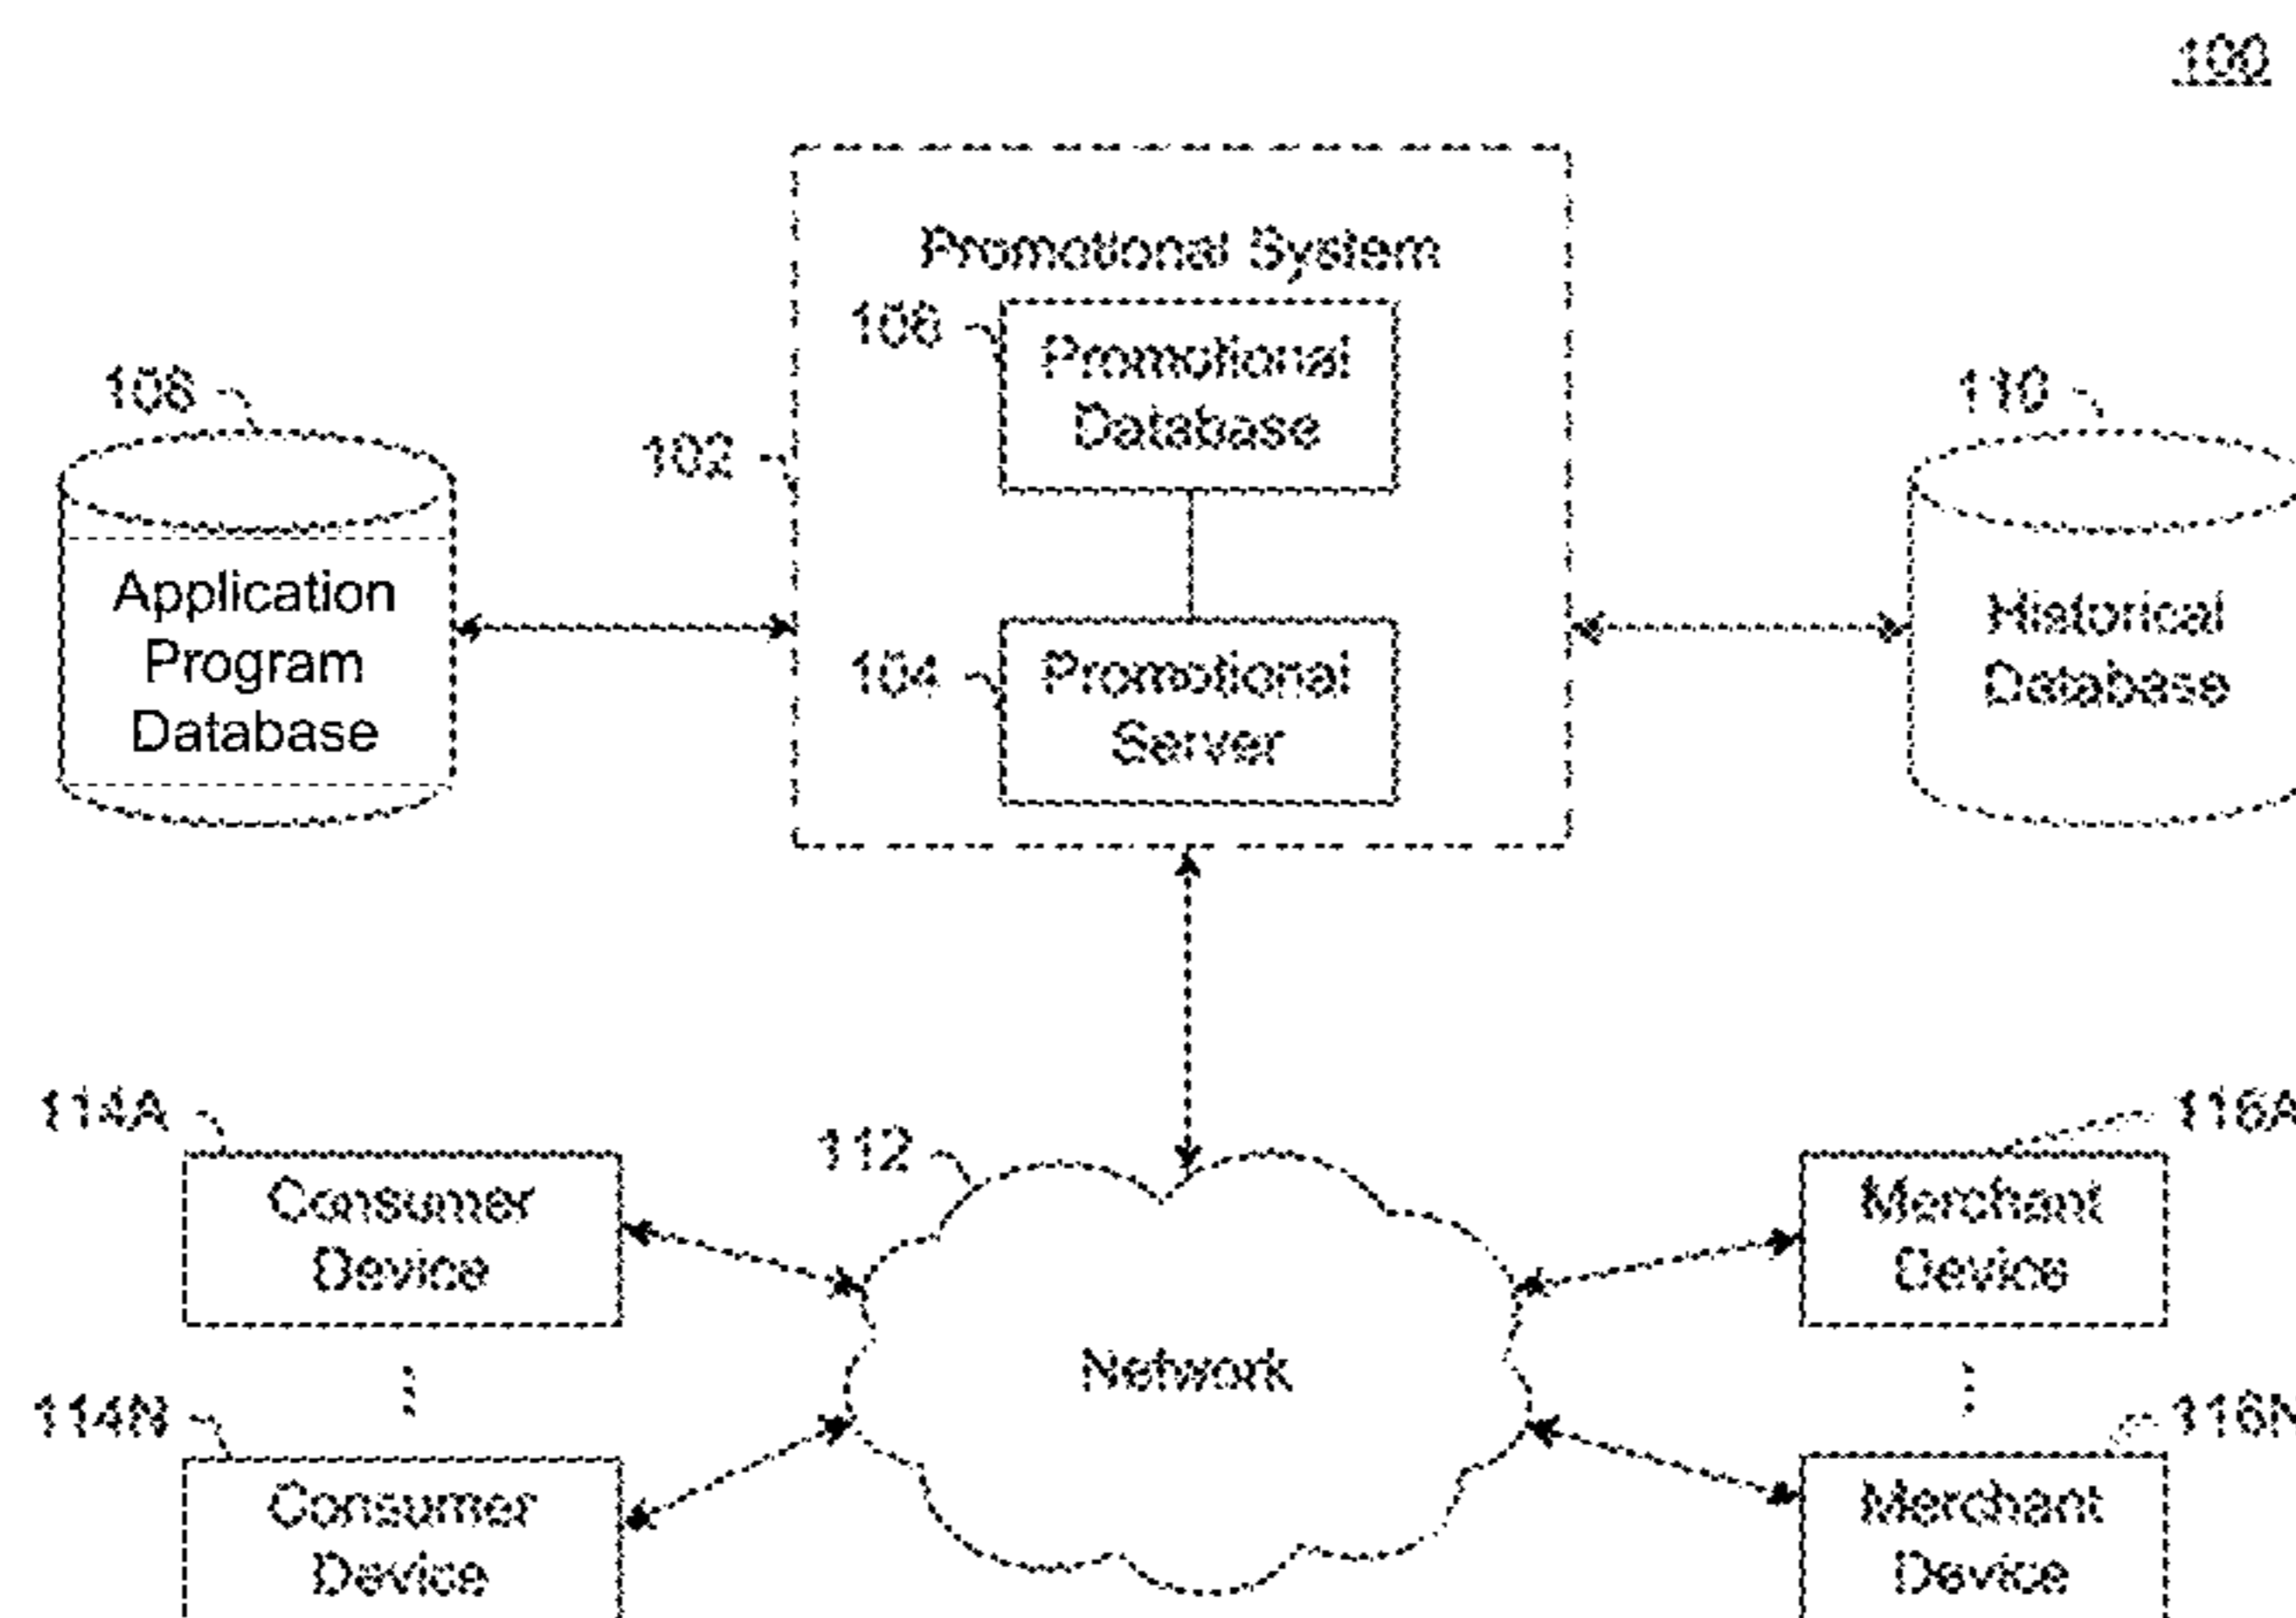 100
Promotional System
106
Promotional
Database
108
110
102
Application
Program
Database
Historical
Database
104
Promotional
Server
114A
116A
112
Consumer
Device
Merchant
Device
Network
114N
116N
Consumer
Device
Merchant
Device